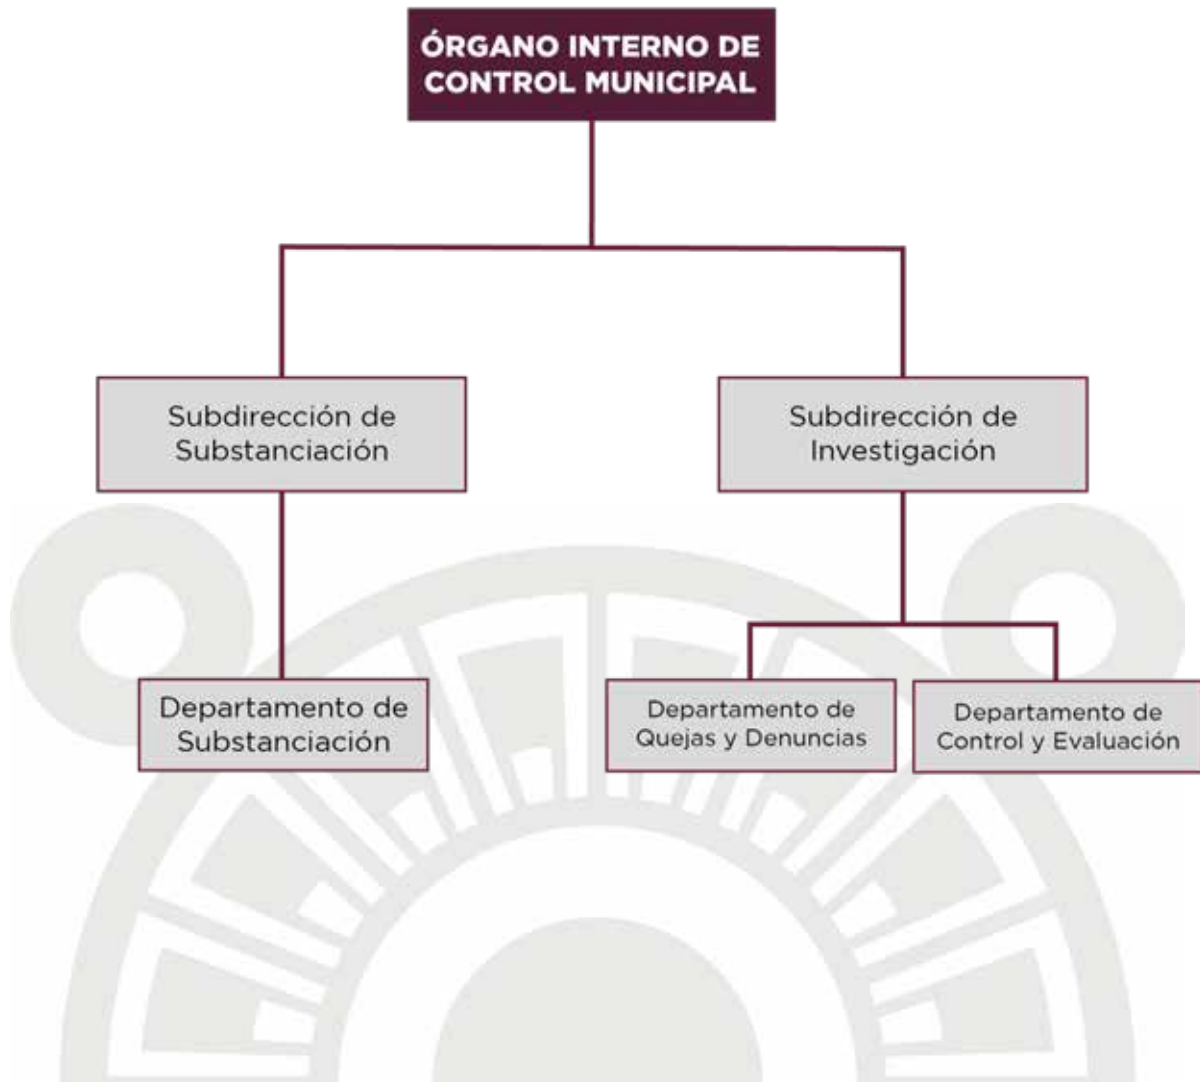 ÓRGANO INTERNO DE
CONTROL MUNICIPAL
Subdirección de
Substanciación
Subdirección de
Investigación
Departamento de
Substanciación
Departamento de
Quejas y Denuncias
Departamento de
Control y Evaluación